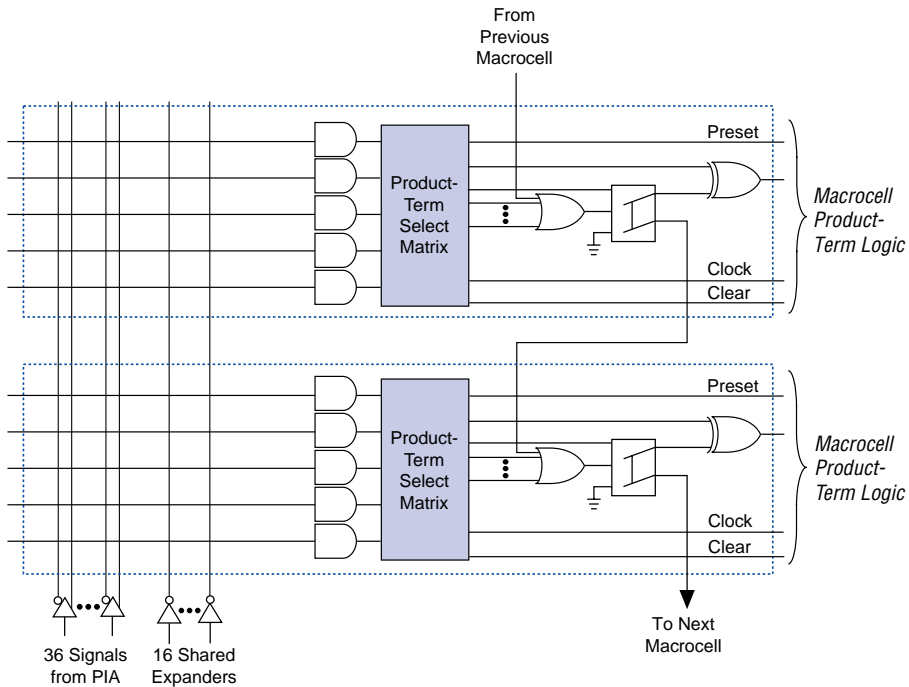 From
Previous
Macrocell
Preset
Product-
Term
Select
Matrix
Macrocell
Product-
Term Logic
Clock
Clear
Preset
Product-
Term
Select
Matrix
Macrocell
Product-
Term Logic
Clock
Clear
36 Signals
from PIA
16 Shared
Expanders
To Next
Macrocell